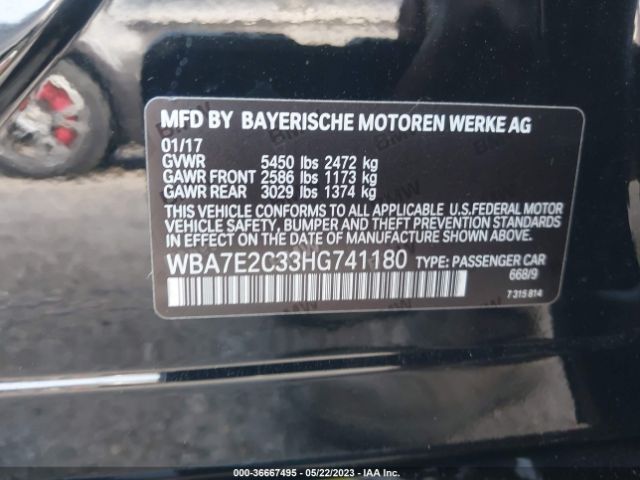 MFD BY BAYERISCHE MOTOREN WERKE AG
01/17
GVWR 5450 lbs 2472 kg
GAWR FRONT 2586 lbs 1173 kg
GAWR REAR 3029 lbs 1374 kg
THIS VEHICLE CONFORMS TO ALL APPLICABLE U.S.FEDERAL MOTOR
VEHICLE SAFETY, BUMPER AND THEFT PREVENTION STANDARDS
IN EFFECT ON THE DATE OF MANUFACTURE SHOWN ABOVE.
WBA7E2C33HG741180 TYPE: PASSENGER CAR
668/9
7 315 814
000-36667495 - 05/22/2023 - IAA Inc.